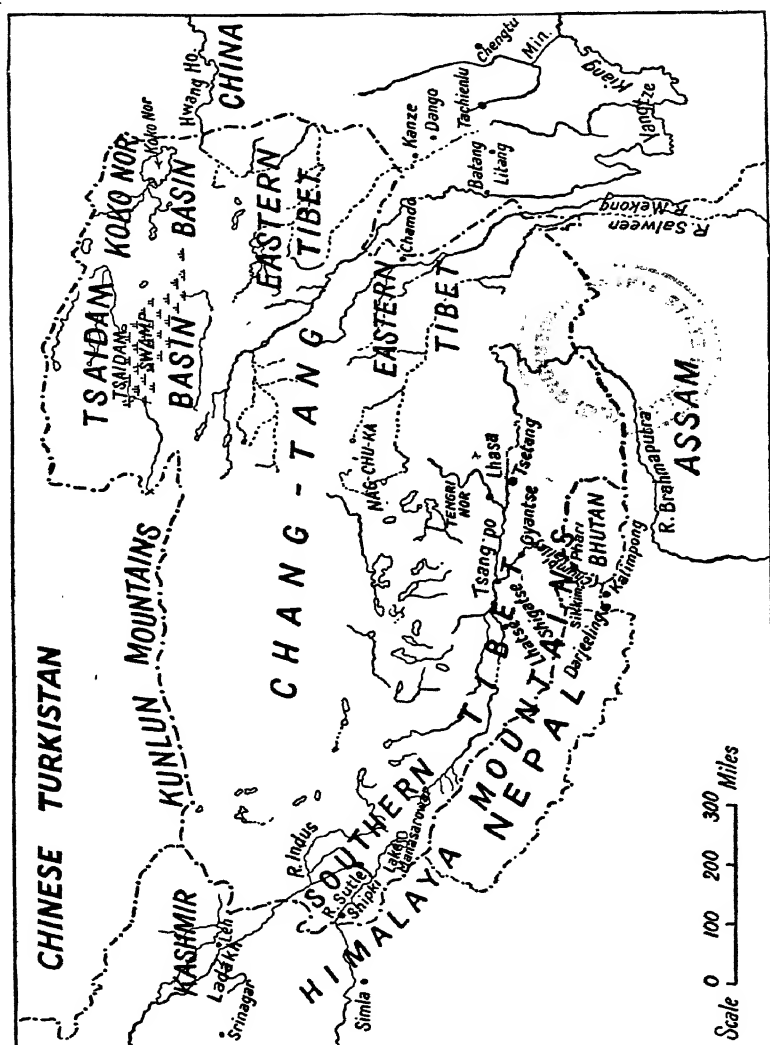 CHINESE TURKISTAN
KUNLUN MOUNTAINS
TSAIDAM
TSAIDAM
SWAMP
BASIN
KOKO NOR
Koko Nor
BASIN
Hwang Ho.
CHINA
KASHMIR
Ladakh
Leh
Srinagar
CHANG-TANG
EASTERN
TIBET
NAG-CHU-KA
TENGRI
NOR
EASTERN
TIBET
Chamdo
Kanze
Dango
Batang
Litang
Tachienlu
Chengtu
Min.
Kiang
Yangtze
R. Mekong
R. Salween
R. Indus
SOUTHERN
TIBET
R. Sutlej
Shipki
Lake
Manasarowar
Simla
Tsang po
Lhasa
Tsetang
Gyantse
Lhatse
Shigatse
HIMALAYA MOUNTAINS
NEPAL
Sikkim
Phari
Darjeeling
Kalimpong
BHUTAN
ASSAM
R. Brahmaputra
Scale 0 100 200 300 Miles